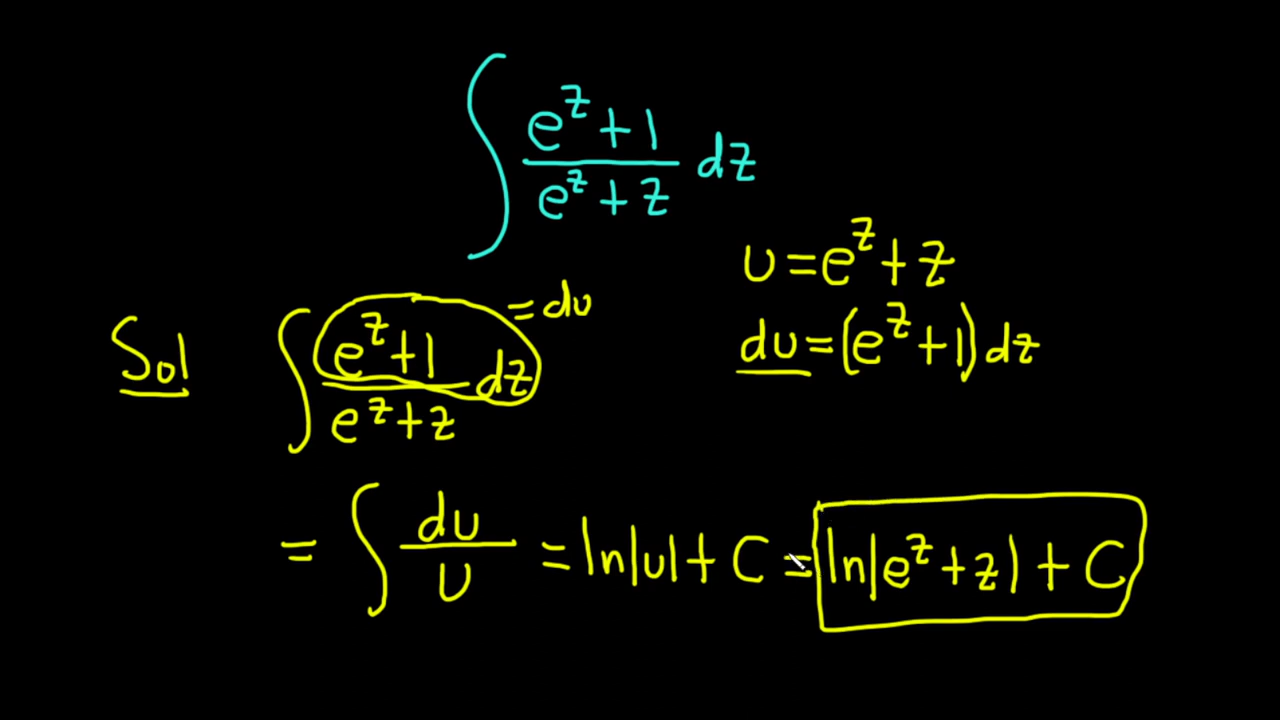 ∫ (e^z + 1)/(e^z + z) dz
u = e^z + z
du = (e^z + 1) dz
Sol ∫ (e^z + 1)/(e^z + z) dz = du
= ∫ du/u = ln|u| + C = ln|e^z + z| + C